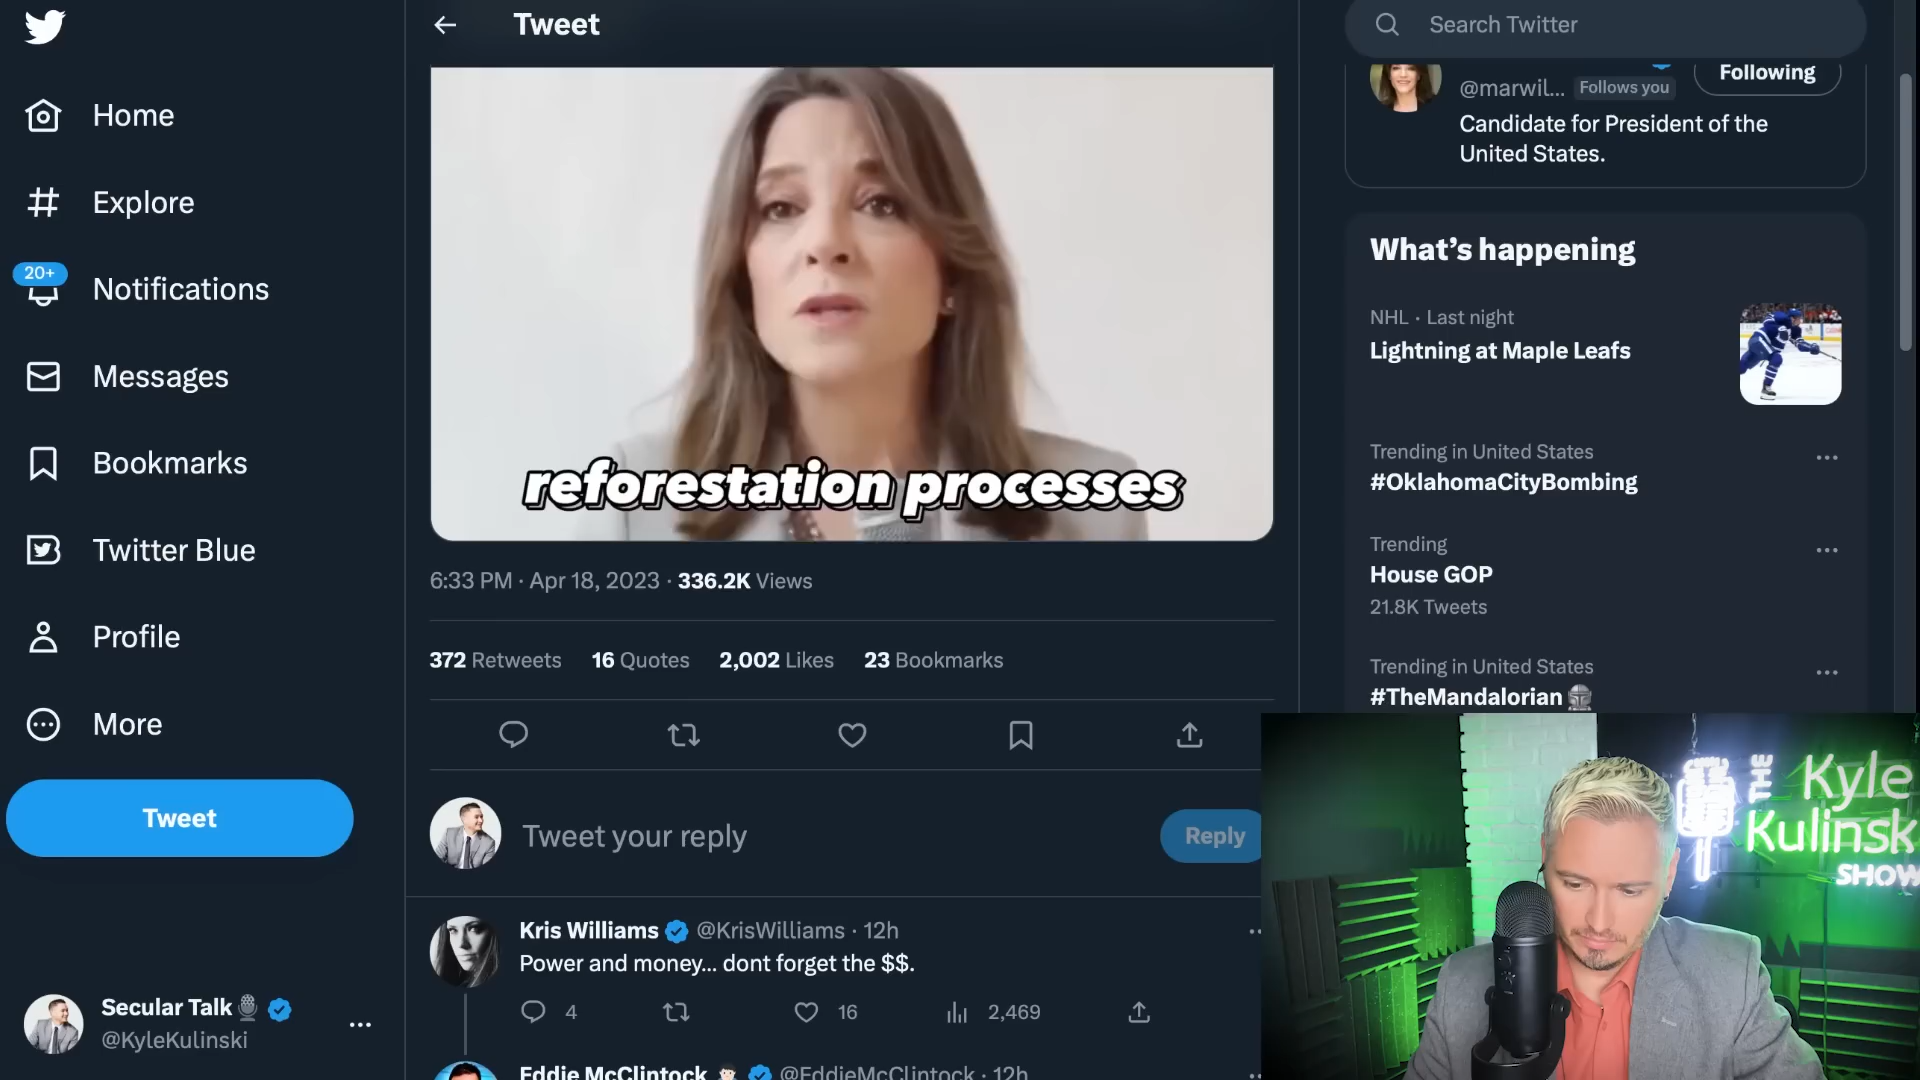 Home
Explore
20+
Notifications
Messages
Bookmarks
Twitter Blue
Profile
More
Tweet
Secular Talk
@KyleKulinski
Tweet
reforestation processes
6:33 PM · Apr 18, 2023 · 336.2K Views
372 Retweets 16 Quotes 2,002 Likes 23 Bookmarks
Tweet your reply
Reply
Kris Williams @KrisWilliams · 12h
Power and money... dont forget the $$.
4 16 2,469
Eddie McClintock @EddieMcClintock · 12h
Search Twitter
@marwil... Follows you
Following
Candidate for President of the
United States.
What's happening
NHL · Last night
Lightning at Maple Leafs
Trending in United States
#OklahomaCityBombing
Trending
House GOP
21.8K Tweets
Trending in United States
#TheMandalorian
THE
Kyle
Kulinsk
SHOW